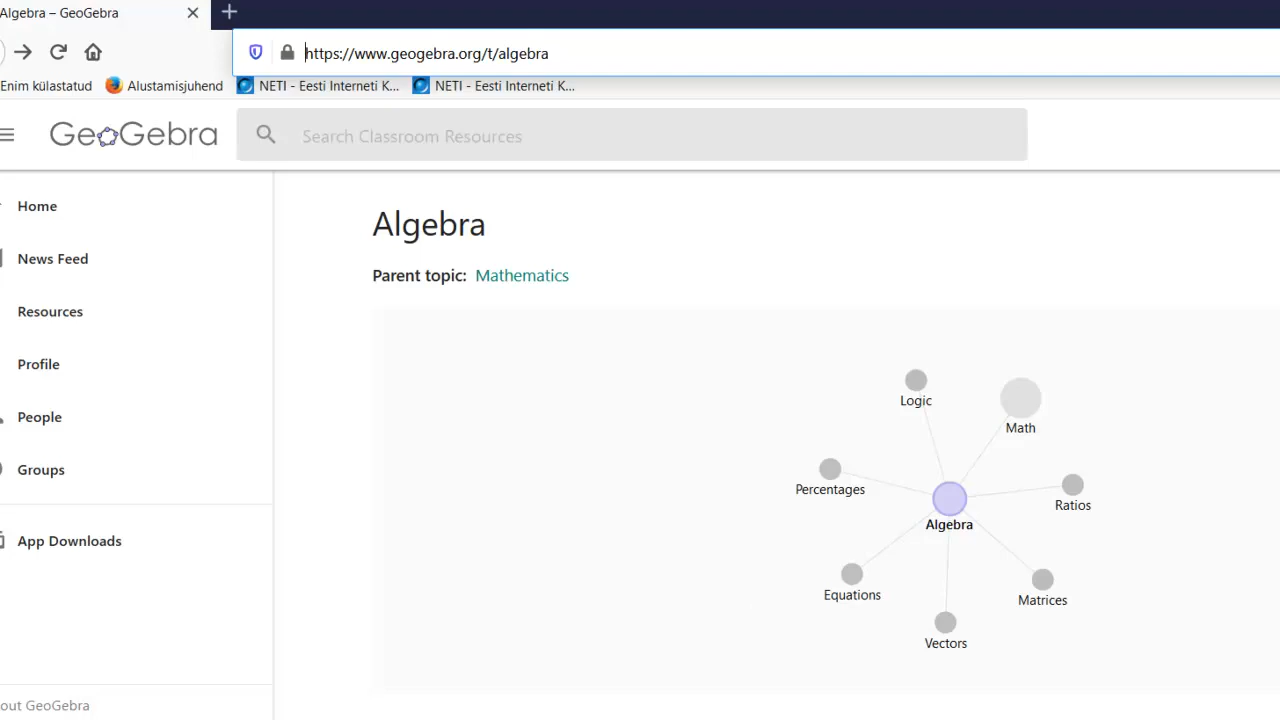 Algebra – GeoGebra
https://www.geogebra.org/t/algebra
Enim külastatud Alustamisjuhend NETI - Eesti Interneti K... NETI - Eesti Interneti K...
GeoGebra Search Classroom Resources
Home
News Feed
Resources
Profile
People
Groups
App Downloads
out GeoGebra
Algebra
Parent topic: Mathematics
Logic
Math
Percentages
Ratios
Algebra
Equations
Matrices
Vectors